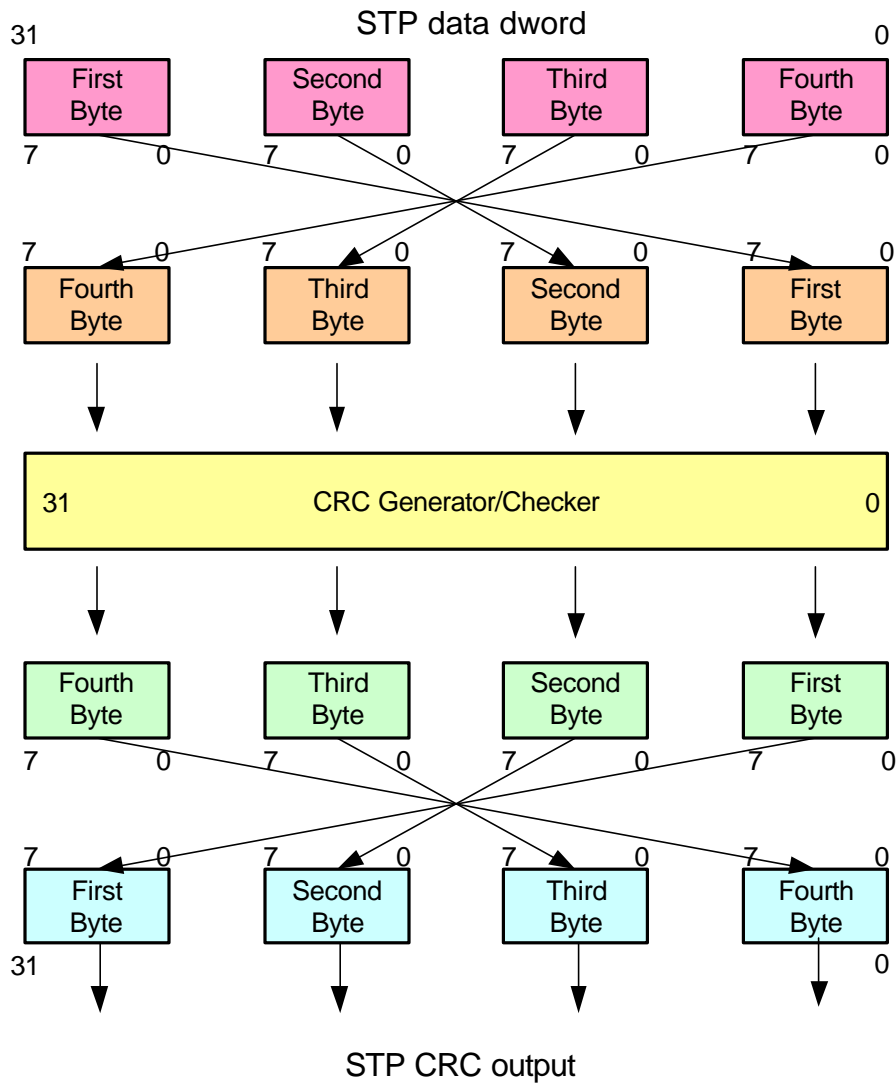 STP data dword
31 0
First Byte Second Byte Third Byte Fourth Byte
7 0 7 0 7 0 7 0
7 0 7 0 7 0 7 0
Fourth Byte Third Byte Second Byte First Byte
31 CRC Generator/Checker 0
Fourth Byte Third Byte Second Byte First Byte
7 0 7 0 7 0 7 0
7 0 7 0 7 0 7 0
First Byte Second Byte Third Byte Fourth Byte
31 0
STP CRC output